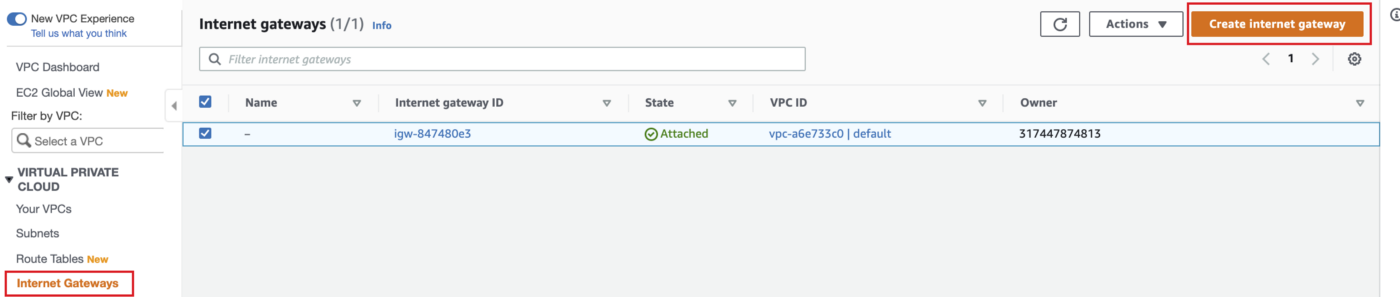 New VPC Experience
Tell us what you think
VPC Dashboard
EC2 Global View New
Filter by VPC:
Select a VPC
VIRTUAL PRIVATE
CLOUD
Your VPCs
Subnets
Route Tables New
Internet Gateways
Internet gateways (1/1) Info
Actions
Create internet gateway
Filter internet gateways
1
Name Internet gateway ID State VPC ID Owner
– igw-847480e3 Attached vpc-a6e733c0 | default 317447874813